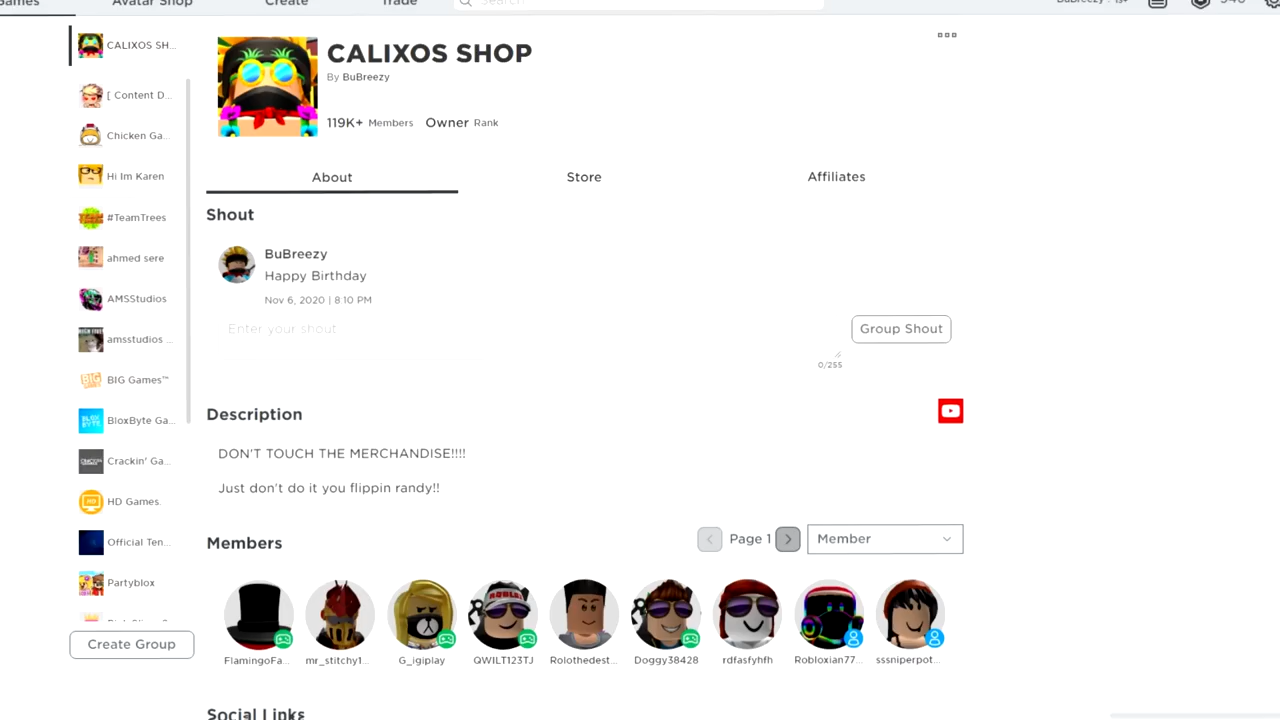 Games Avatar Shop Create Trade Search
CALIXOS SH...
[ Content D...
Chicken Ga...
Hi Im Karen
#TeamTrees
ahmed sere
AMSStudios
amsstudios ...
BIG Games™
BloxByte Ga...
Crackin' Ga...
HD Games.
Official Ten...
Partyblox
Create Group
CALIXOS SHOP
By BuBreezy
119K+ Members Owner Rank
About Store Affiliates
Shout
BuBreezy
Happy Birthday
Nov 6, 2020 | 8:10 PM
Enter your shout
Group Shout
0/255
Description
DON'T TOUCH THE MERCHANDISE!!!!
Just don't do it you flippin randy!!
Members
Page 1
Member
FlamingoFa... mr_stitchy1... G_igiplay QWILT123TJ Rolothedest... Doggy38428 rdfasfyhfh Robloxian77... sssniperpot...
Social Links